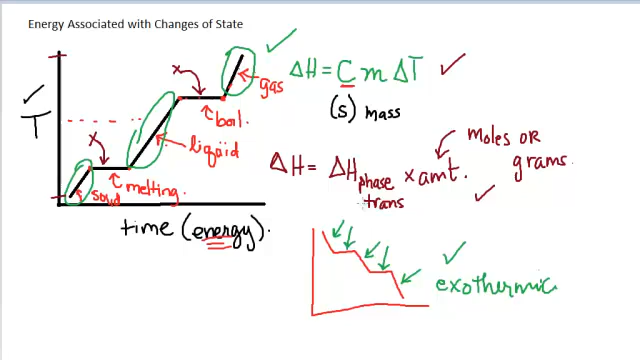 Energy Associated with Changes of State
ΔH = C m ΔT
(s) mass
T
x
gas
boil.
x
liquid
solid
melting.
time (energy).
ΔH = ΔH phase trans x amt.
moles OR
grams.
exothermic